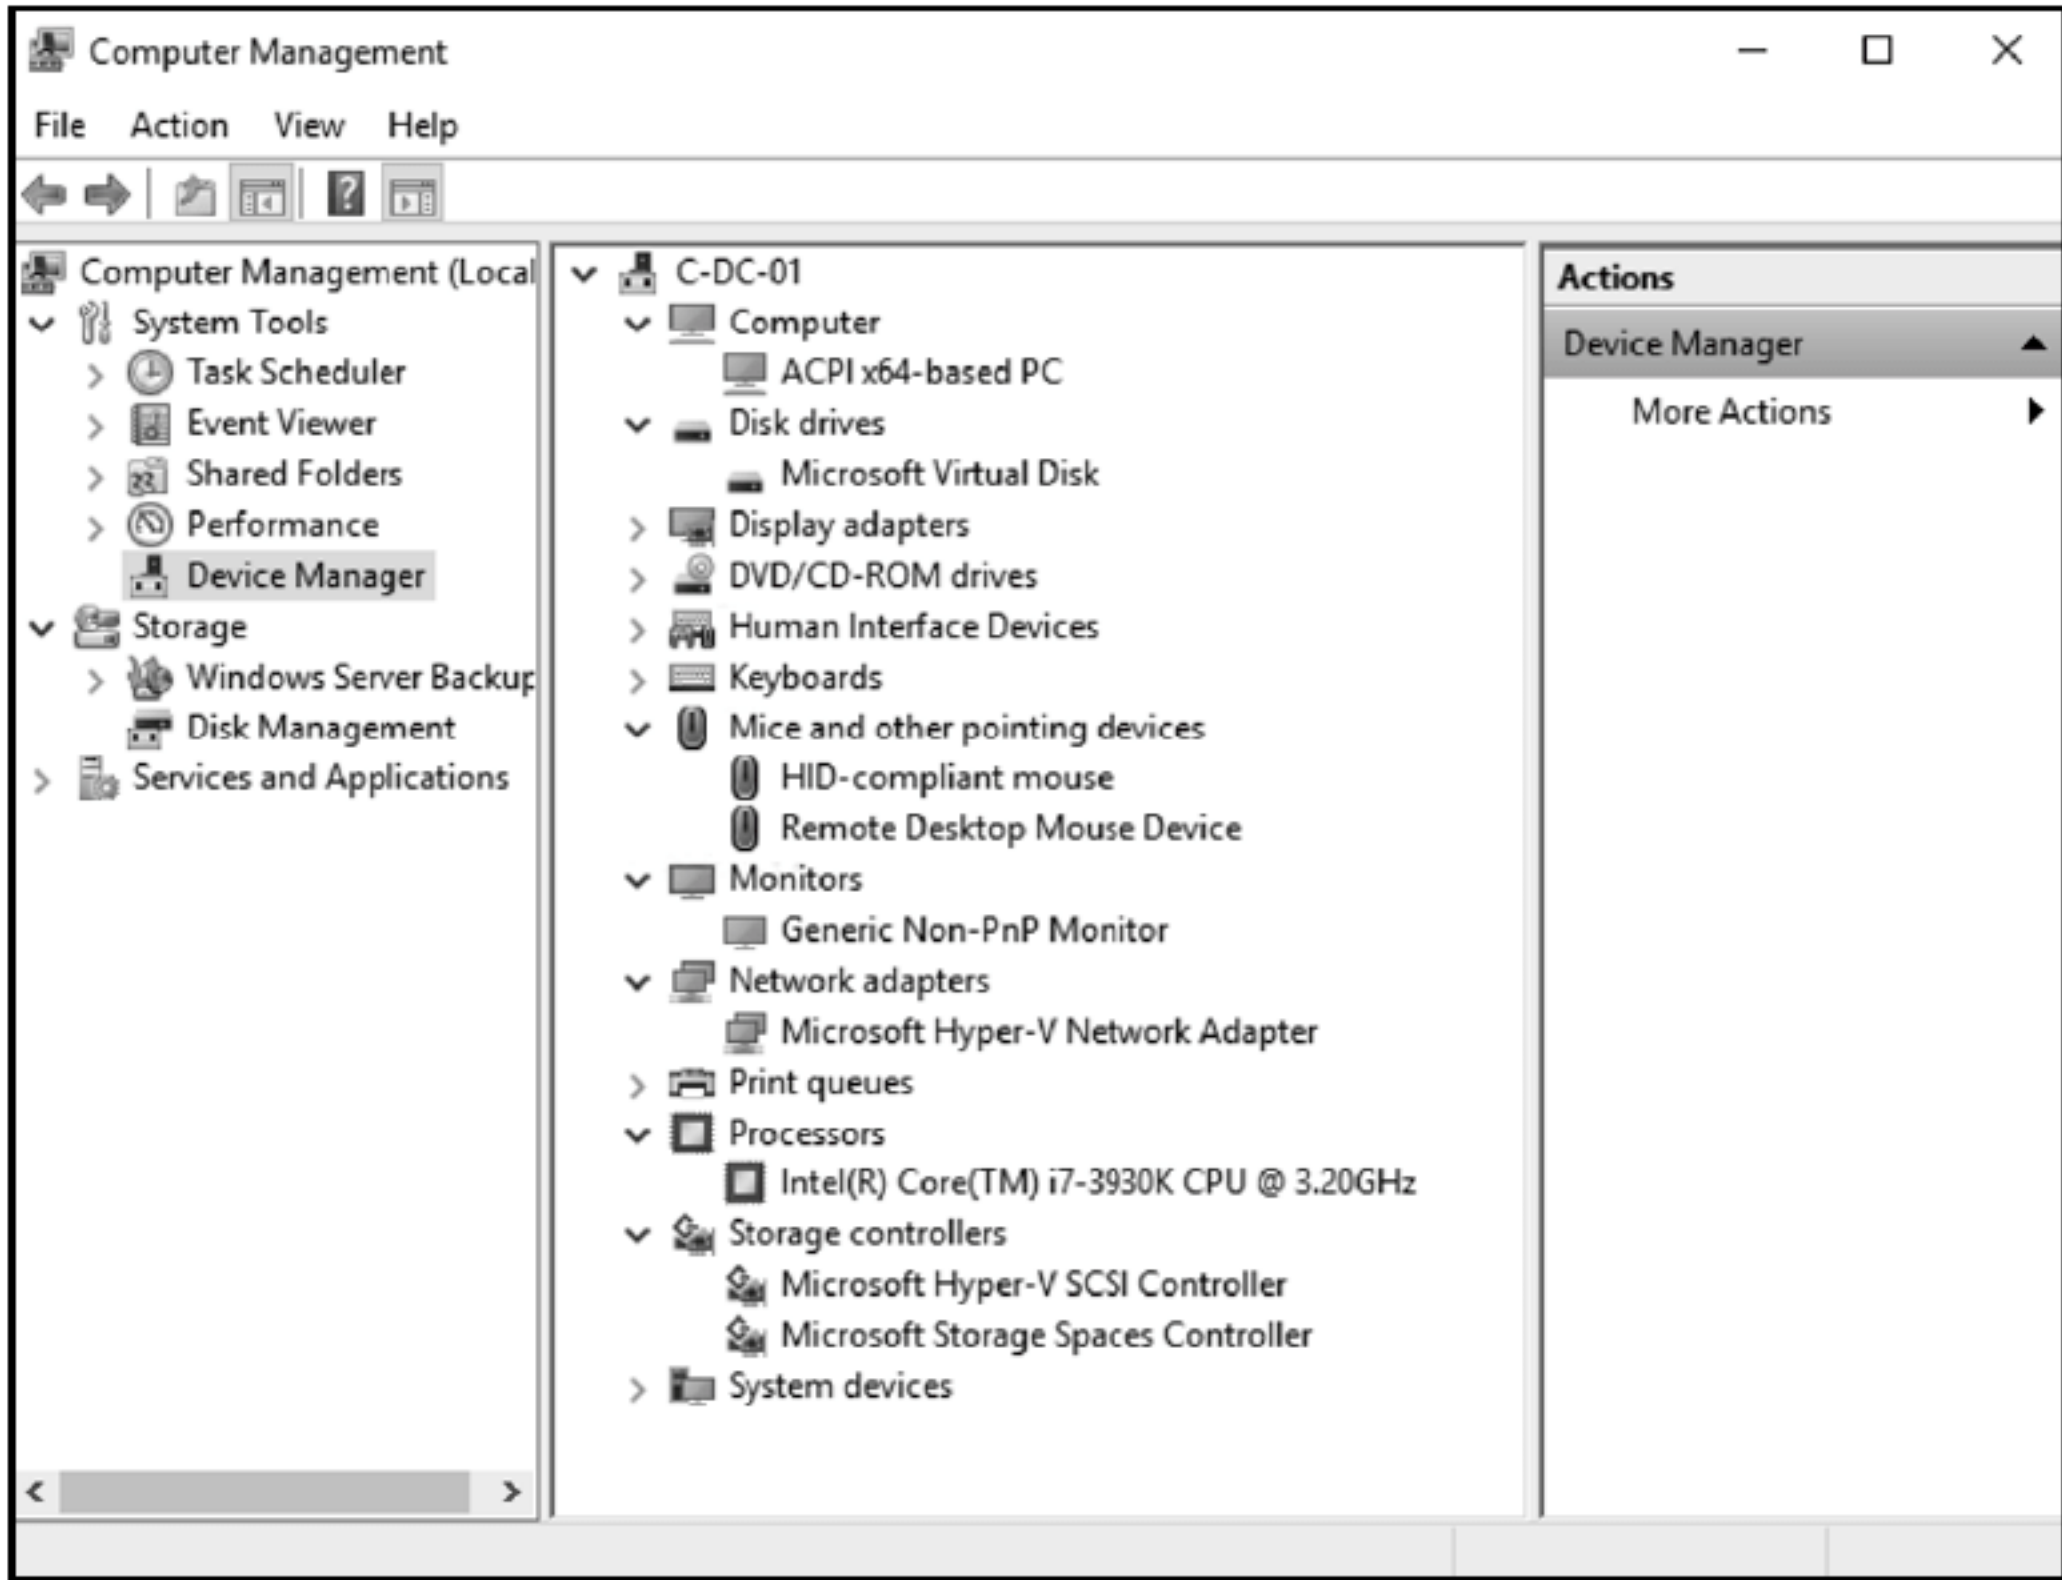 Computer Management
File Action View Help
Computer Management (Local
System Tools
Task Scheduler
Event Viewer
Shared Folders
Performance
Device Manager
Storage
Windows Server Backup
Disk Management
Services and Applications
C-DC-01
Computer
ACPI x64-based PC
Disk drives
Microsoft Virtual Disk
Display adapters
DVD/CD-ROM drives
Human Interface Devices
Keyboards
Mice and other pointing devices
HID-compliant mouse
Remote Desktop Mouse Device
Monitors
Generic Non-PnP Monitor
Network adapters
Microsoft Hyper-V Network Adapter
Print queues
Processors
Intel(R) Core(TM) i7-3930K CPU @ 3.20GHz
Storage controllers
Microsoft Hyper-V SCSI Controller
Microsoft Storage Spaces Controller
System devices
Actions
Device Manager
More Actions